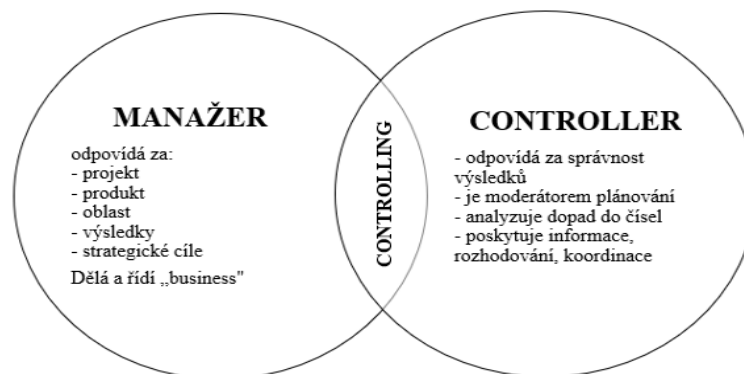 MANAŽER
odpovídá za:
- projekt
- produkt
- oblast
- výsledky
- strategické cíle
Dělá a řídí ,,business"
CONTROLLING
CONTROLLER
- odpovídá za správnost
výsledků
- je moderátorem plánování
- analyzuje dopad do čísel
- poskytuje informace,
rozhodování, koordinace